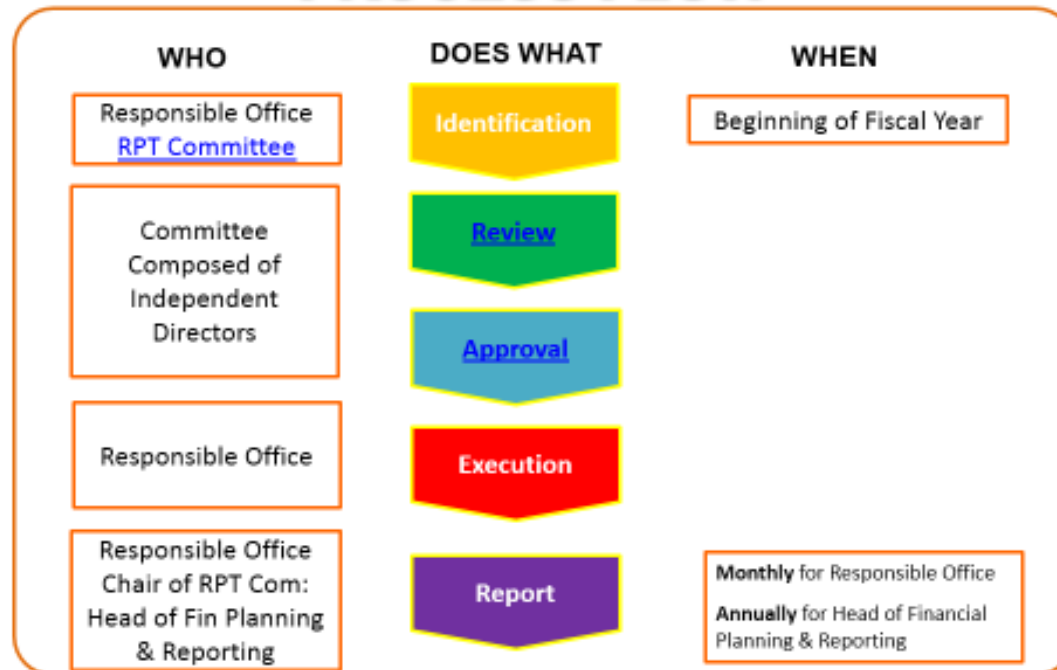 WHO
DOES WHAT
WHEN
Responsible Office
RPT Committee
Identification
Beginning of Fiscal Year
Committee
Composed of
Independent
Directors
Review
Approval
Responsible Office
Execution
Responsible Office
Chair of RPT Com:
Head of Fin Planning
& Reporting
Report
Monthly for Responsible Office
Annually for Head of Financial
Planning & Reporting